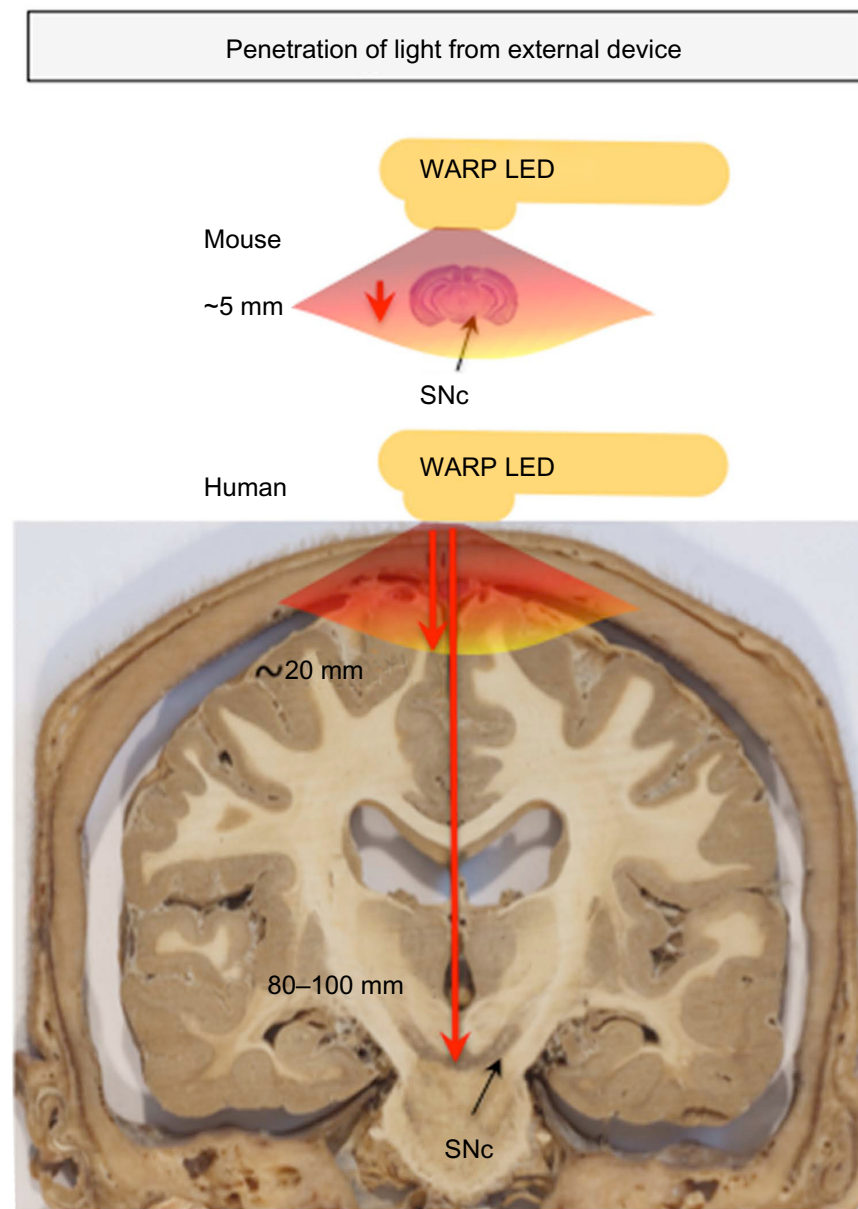 Penetration of light from external device
WARP LED
Mouse
~5 mm
SNc
WARP LED
Human
~20 mm
80–100 mm
SNc